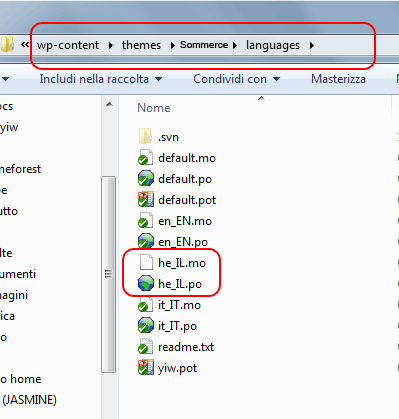 « wp-content ▸ themes ▸ Sommerce ▸ languages ▸
Includi nella raccolta ▾ Condividi con ▾ Masterizza
ocs
yiw
neforest
pe
utto
umenti
nagini
ica
o
o home
(JASMINE)
Nome
.svn
default.mo
default.po
default.pot
en_EN.mo
en_EN.po
he_IL.mo
he_IL.po
it_IT.mo
it_IT.po
readme.txt
yiw.pot